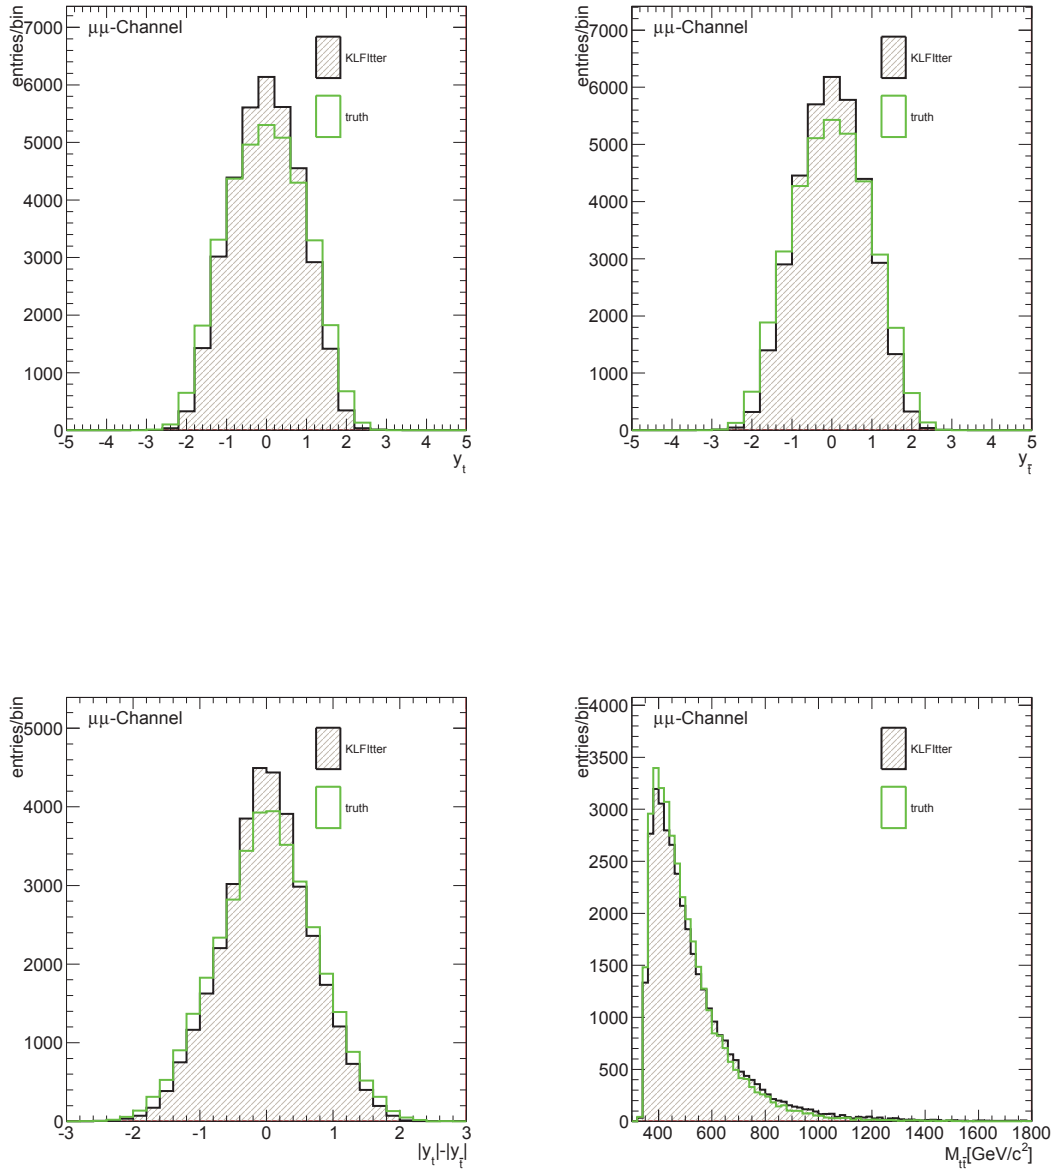 μμ-Channel
entries/bin
KLFItter
truth
7000
6000
5000
4000
3000
2000
1000
0
-5 -4 -3 -2 -1 0 1 2 3 4 5
y_t
μμ-Channel
entries/bin
KLFItter
truth
7000
6000
5000
4000
3000
2000
1000
0
-5 -4 -3 -2 -1 0 1 2 3 4 5
y_t̄
μμ-Channel
entries/bin
KLFItter
truth
5000
4000
3000
2000
1000
0
-3 -2 -1 0 1 2 3
|y_t|-|y_t̄|
μμ-Channel
entries/bin
KLFItter
truth
4000
3500
3000
2500
2000
1500
1000
500
0
400 600 800 1000 1200 1400 1600 1800
M_tt̄[GeV/c²]